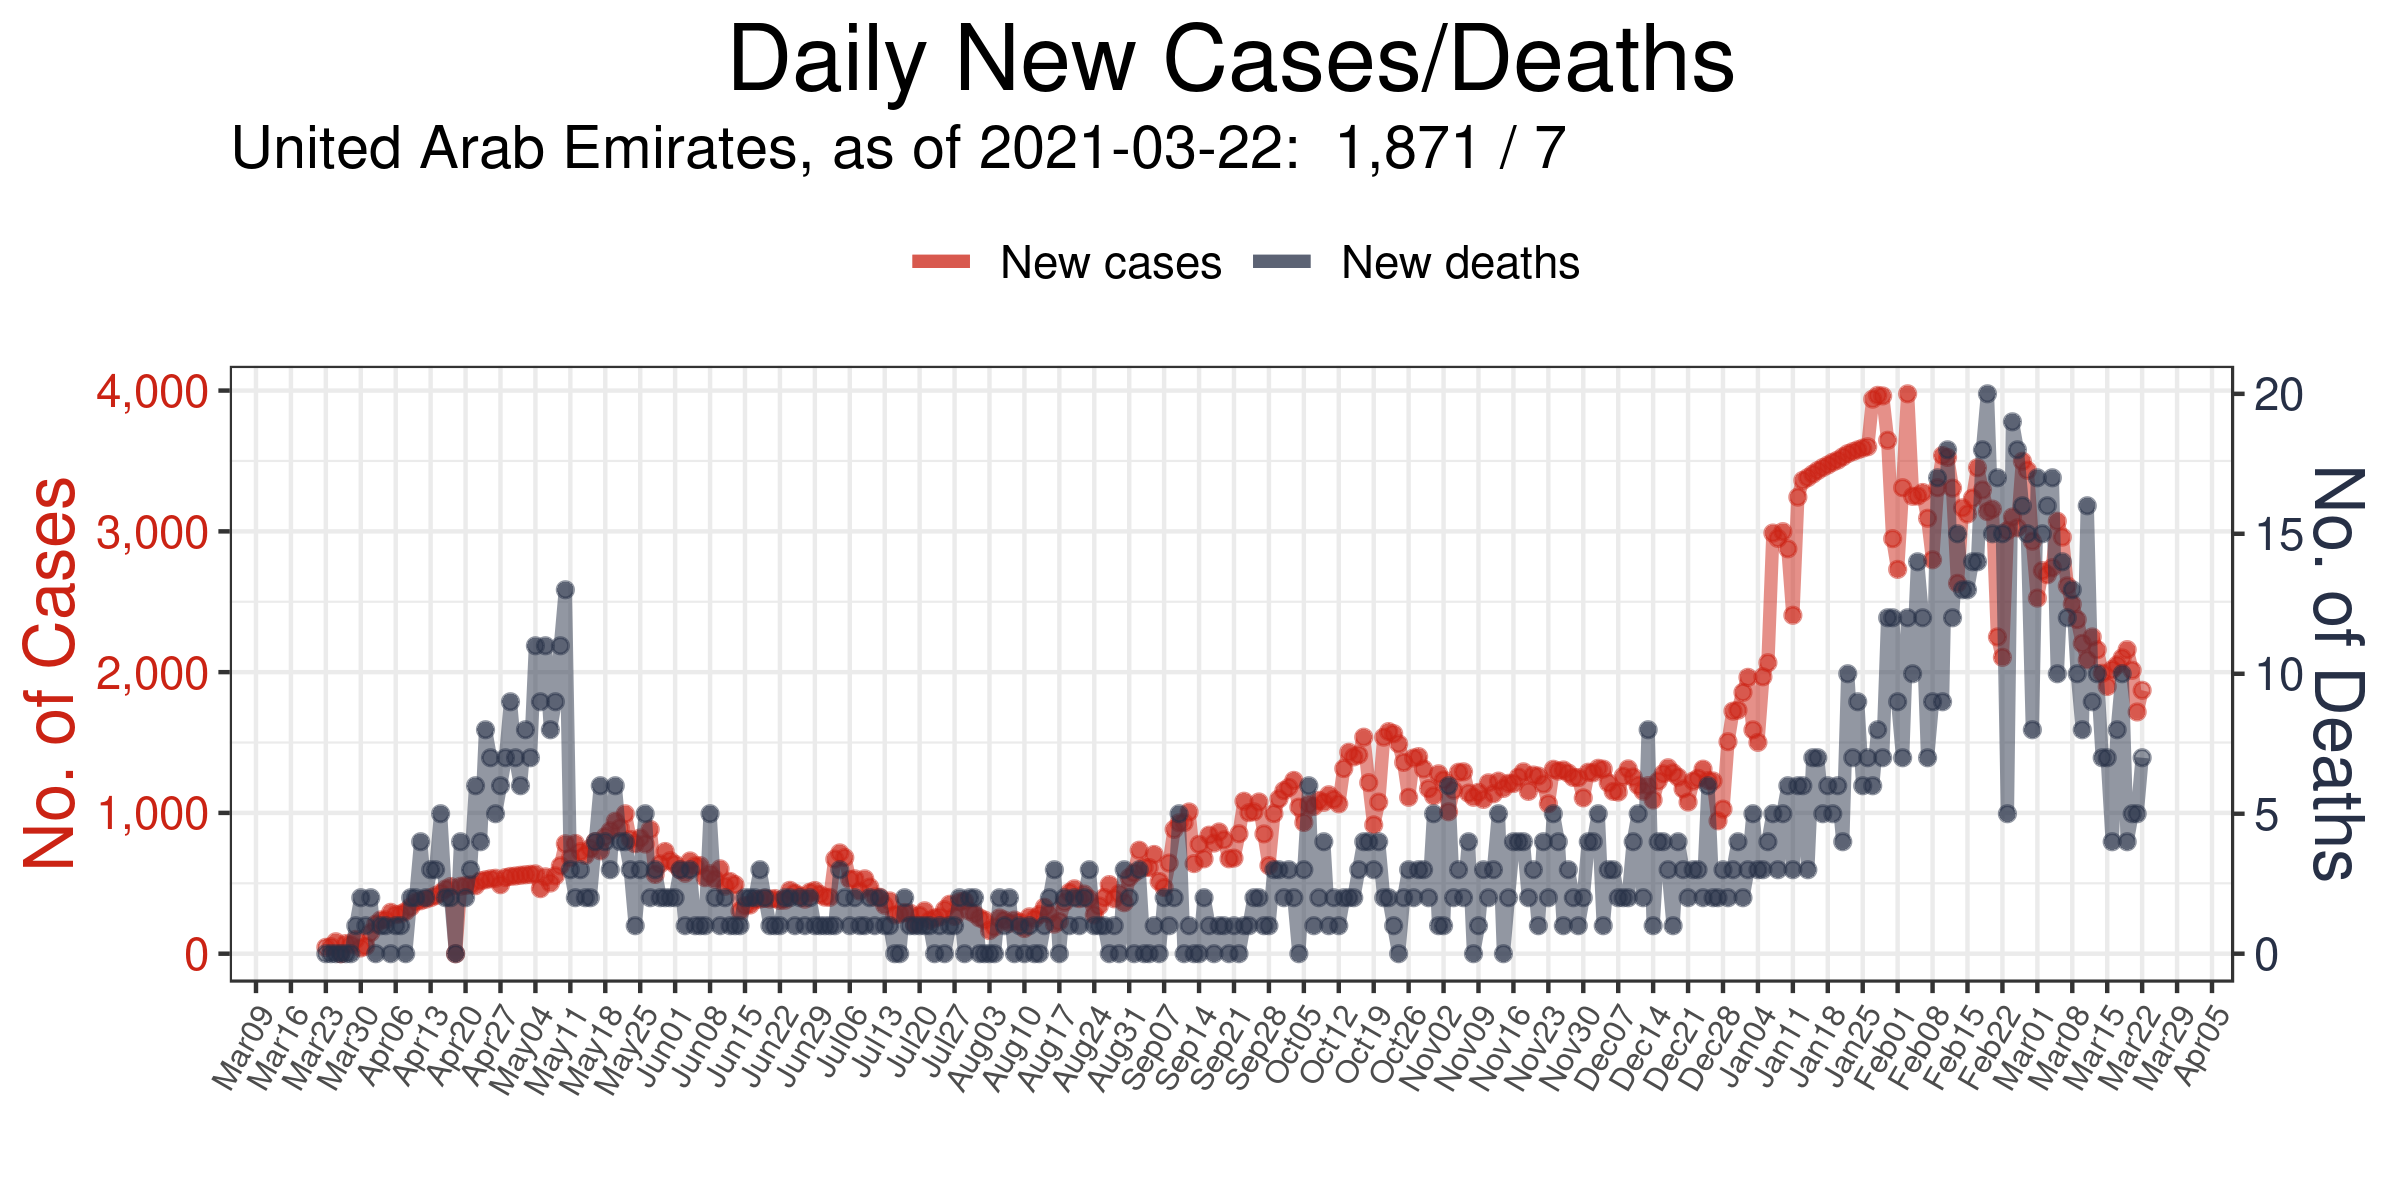 Daily New Cases/Deaths
United Arab Emirates, as of 2021-03-22:  1,871 / 7
New cases New deaths
No. of Cases
4,000
3,000
2,000
1,000
0
20
15
10
5
0
No. of Deaths
Mar09 Mar16 Mar23 Mar30 Apr06 Apr13 Apr20 Apr27 May04 May11 May18 May25 Jun01 Jun08 Jun15 Jun22 Jun29 Jul06 Jul13 Jul20 Jul27 Aug03 Aug10 Aug17 Aug24 Aug31 Sep07 Sep14 Sep21 Sep28 Oct05 Oct12 Oct19 Oct26 Nov02 Nov09 Nov16 Nov23 Nov30 Dec07 Dec14 Dec21 Dec28 Dec04 Jan11 Jan18 Jan25 Feb01 Feb08 Feb15 Feb22 Mar01 Mar08 Mar15 Mar22 Mar29 Apr05